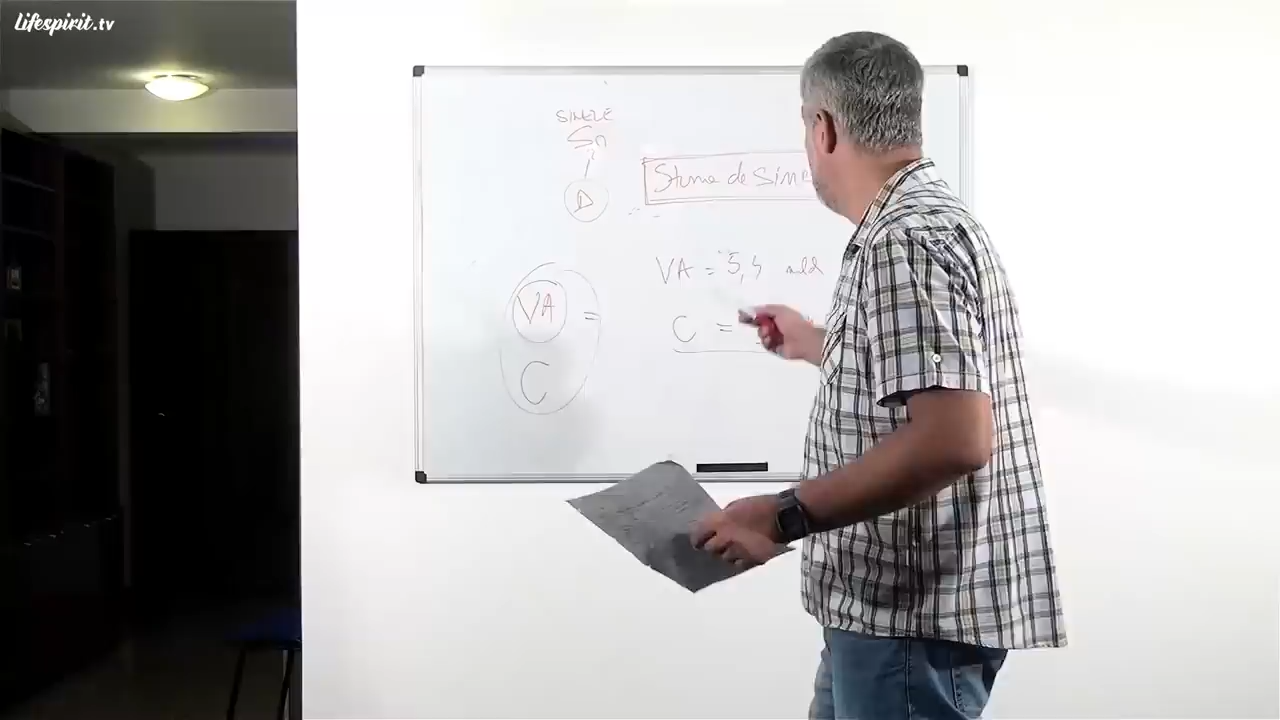 Lifespirit.tv
SINELE
Sn
D
Stima de Sine
VA = 5,4 mld
VA =
C =
C